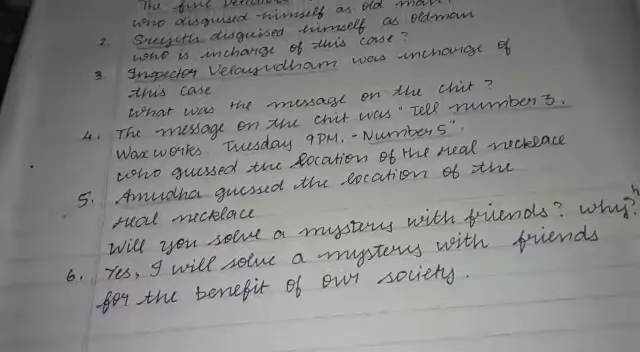 The five
who disguised himself as old man?
2. Sreejith disguised himself as oldman
who is incharge of this case?
3. Inspector Velayudham was incharge of
this case
what was the message on the chit?
4. The message on the chit was "Tell number 3.
Wax works. Tuesday 9PM. - Number 5".
who guessed the location of the real necklace
5. Amudha guessed the location of the
real necklace
Will you solve a mystery with friends? Why?
6. Yes, I will solve a mystery with friends
for the benefit of our society.